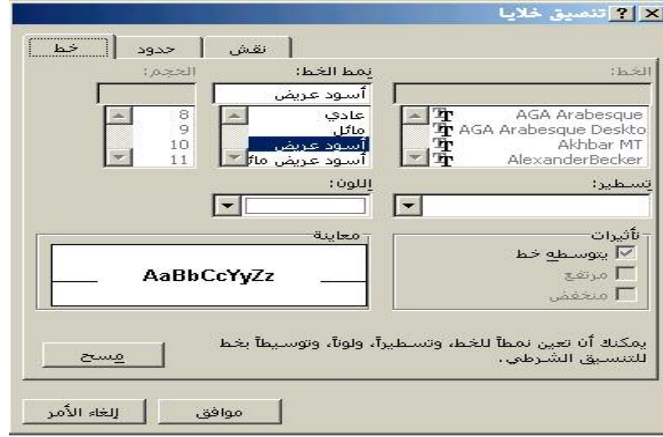 تنسيق خلايا
خط
حدود
نقش
الخط:
نمط الخط:
الحجم:
أسود عريض
AGA Arabesque
AGA Arabesque Deskto
Akhbar MT
AlexanderBecker
عادي
مائل
أسود عريض
أسود عريض مائ
8
9
10
11
تسطير:
اللون:
تأثيرات
يتوسطه خط
مرتفع
منخفض
معاينة
AaBbCcYyZz
يمكنك أن تعين نمطاً للخط، وتسطيراً، ولوناً، وتوسيطاً بخط
للتنسيق الشرطي.
مسح
موافق
إلغاء الأمر